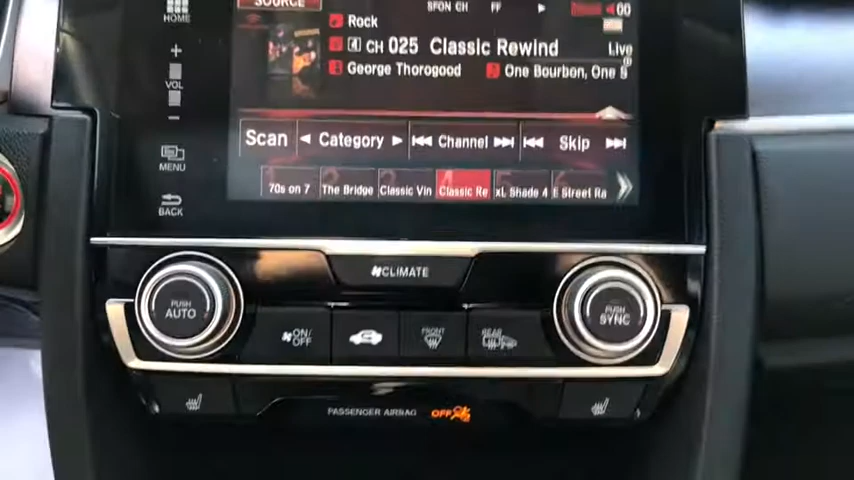 SOURCE
HOME
Rock
CH 025 Classic Rewind
Live
George Thorogood
One Bourbon, One S
+
VOL
-
Scan
Category
Channel
Skip
MENU
BACK
70s on 7
The Bridge
Classic Vin
Classic Re
xL Shade 4
E Street Ra
CLIMATE
PUSH
AUTO
ON/
OFF
FRONT
REAR
PUSH
SYNC
PASSENGER AIRBAG
OFF